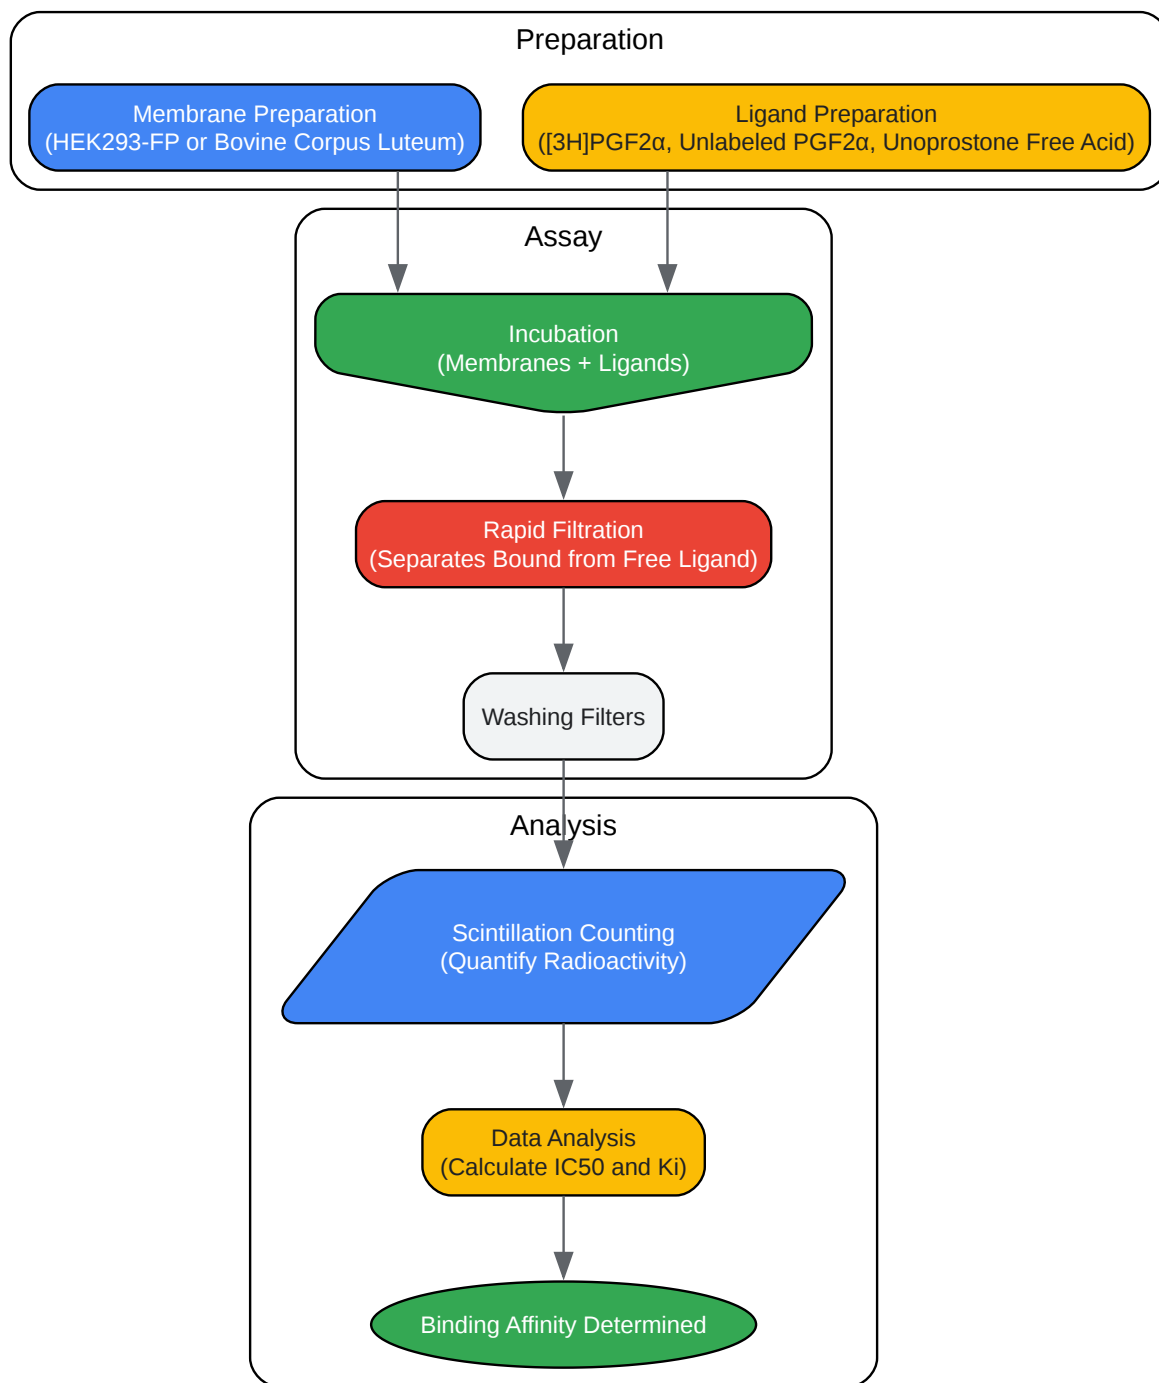 Preparation
Membrane Preparation
(HEK293-FP or Bovine Corpus Luteum)
Ligand Preparation
([3H]PGF2α, Unlabeled PGF2α, Unoprostone Free Acid)
Assay
Incubation
(Membranes + Ligands)
Rapid Filtration
(Separates Bound from Free Ligand)
Washing Filters
Analysis
Scintillation Counting
(Quantify Radioactivity)
Data Analysis
(Calculate IC50 and Ki)
Binding Affinity Determined